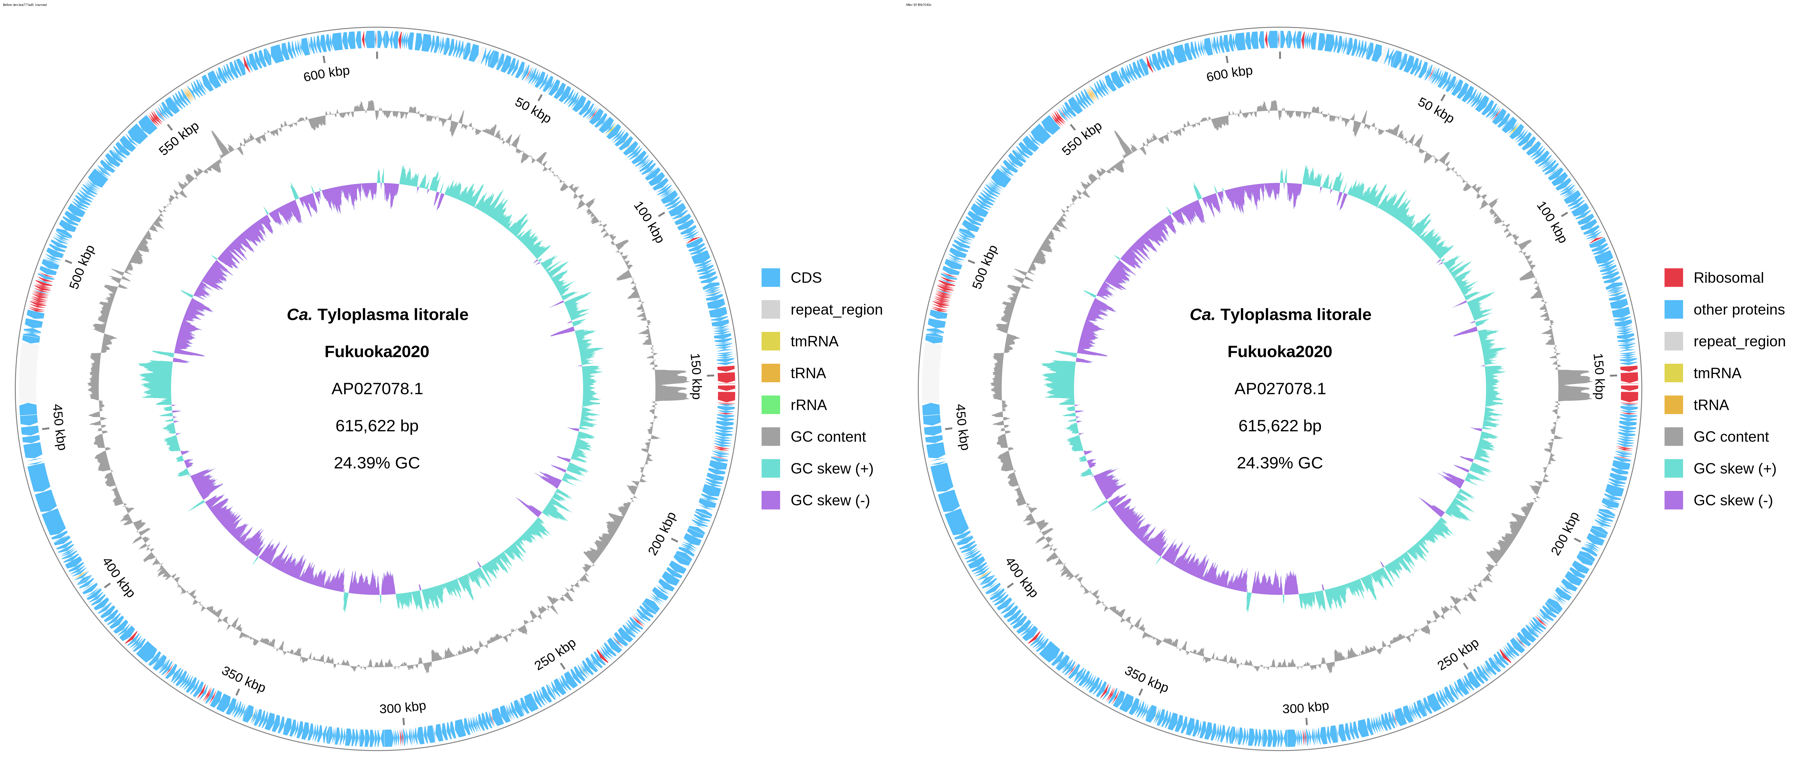 600 kbp
50 kbp
550 kbp
100 kbp
500 kbp
150 kbp
450 kbp
200 kbp
400 kbp
250 kbp
350 kbp
300 kbp
Ca. Tyloplasma litorale
Fukuoka2020
AP027078.1
615,622 bp
24.39% GC
CDS
repeat_region
tmRNA
tRNA
rRNA
GC content
GC skew (+)
GC skew (-)
600 kbp
50 kbp
550 kbp
100 kbp
500 kbp
150 kbp
450 kbp
200 kbp
400 kbp
250 kbp
350 kbp
300 kbp
Ca. Tyloplasma litorale
Fukuoka2020
AP027078.1
615,622 bp
24.39% GC
Ribosomal
other proteins
repeat_region
tmRNA
tRNA
GC content
GC skew (+)
GC skew (-)